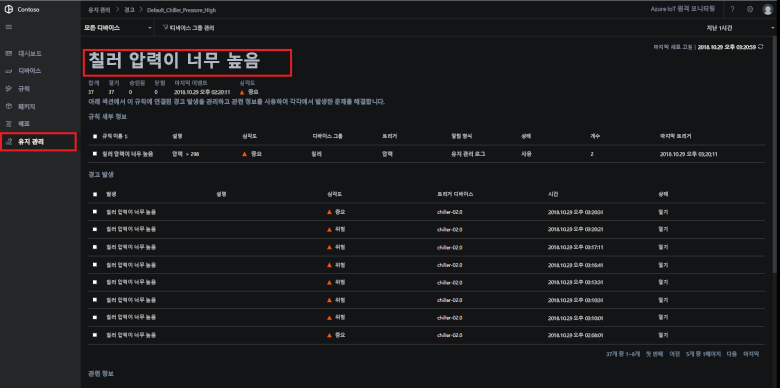 Contoso
유지 관리 > 경고 > Default_Chiller_Pressure_High
Azure IoT 원격 모니터링
모든 디바이스
디바이스 그룹 관리
지난 1시간
대시보드
디바이스
규칙
패키지
배포
유지 관리
마지막 새로 고침 | 2018.10.29 오후 03:20:59
칠러 압력이 너무 높음
합계 열기 승인됨 닫힘 마지막 이벤트 심각도
37 37 0 0 2018.10.29 오후 02:20:11 중요
아래 섹션에서 이 규칙에 연결된 경고 발생을 관리하고 관련 정보를 사용하여 각각에서 발생한 문제를 해결합니다.
규칙 세부 정보
규칙 이름 설명 심각도 디바이스 그룹 트리거 알림 형식 상태 개수 마지막 트리거
칠러 압력이 너무 높음 압력 > 298 중요 칠러 압력 유지 관리 로그 사용 2 2018.10.29 오후 03:20:11
경고 발생
발생 설명 심각도 트리거 디바이스 시간 상태
칠러 압력이 너무 높음 중요 chiller-02.0 2018.10.29 오후 03:20:31 열기
칠러 압력이 너무 높음 위험 chiller-02.0 2018.10.29 오후 03:20:21 열기
칠러 압력이 너무 높음 위험 chiller-02.0 2018.10.29 오후 03:17:11 열기
칠러 압력이 너무 높음 위험 chiller-02.0 2018.10.29 오후 03:16:41 열기
칠러 압력이 너무 높음 위험 chiller-02.0 2018.10.29 오후 03:13:31 열기
칠러 압력이 너무 높음 위험 chiller-02.0 2018.10.29 오후 03:10:31 열기
칠러 압력이 너무 높음 위험 chiller-02.0 2018.10.29 오후 03:10:01 열기
칠러 압력이 너무 높음 중요 chiller-02.0 2018.10.29 오후 02:08:01 열기
37개 중 1~8개 첫 번째 이전 5개 중 1페이지 다음 마지막
관련 정보